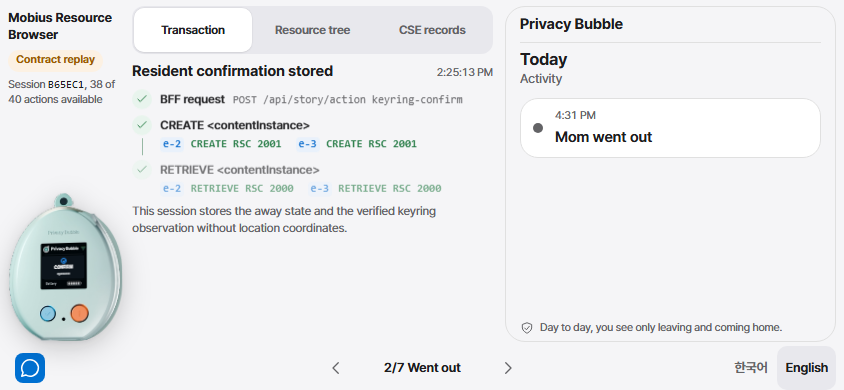 Mobius Resource
Browser
Contract replay
Session B65EC1, 38 of
40 actions available
Transaction
Resource tree
CSE records
Resident confirmation stored
2:25:13 PM
BFF request POST /api/story/action keyring-confirm
CREATE <contentInstance>
e-2 CREATE RSC 2001 e-3 CREATE RSC 2001
RETRIEVE <contentInstance>
e-2 RETRIEVE RSC 2000 e-3 RETRIEVE RSC 2000
This session stores the away state and the verified keyring
observation without location coordinates.
Privacy Bubble
Privacy Bubble
Privacy Bubble
Today
Activity
4:31 PM
Mom went out
Day to day, you see only leaving and coming home.
2/7 Went out
한국어
English